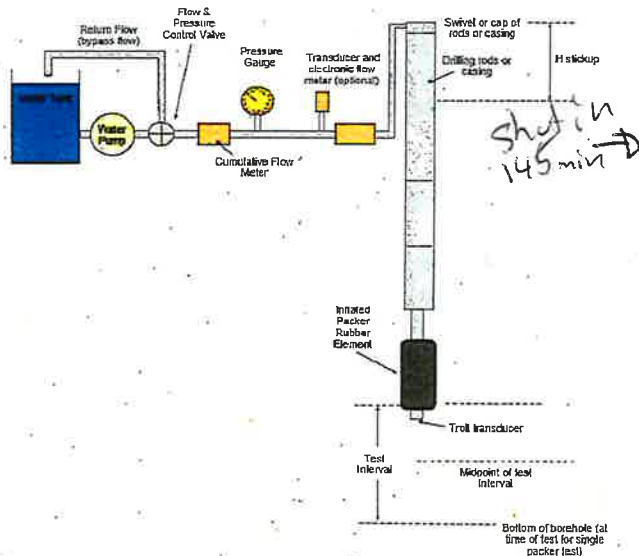 Flow &
Pressure
Control Valve
Return Flow
(bypass flow)
Water Tank
Water
Pump
Pressure
Gauge
Transducer and
electronic flow
meter (optional)
Cumulative Flow
Meter
Swivel or cap of
rods or casing
Drilling rods or
casing
H stickup
shut in
145 min
Inflated
Packer
Rubber
Element
Troll transducer
Test
Interval
Midpoint of test
Interval
Bottom of borehole (at
time of test for single
packer test)